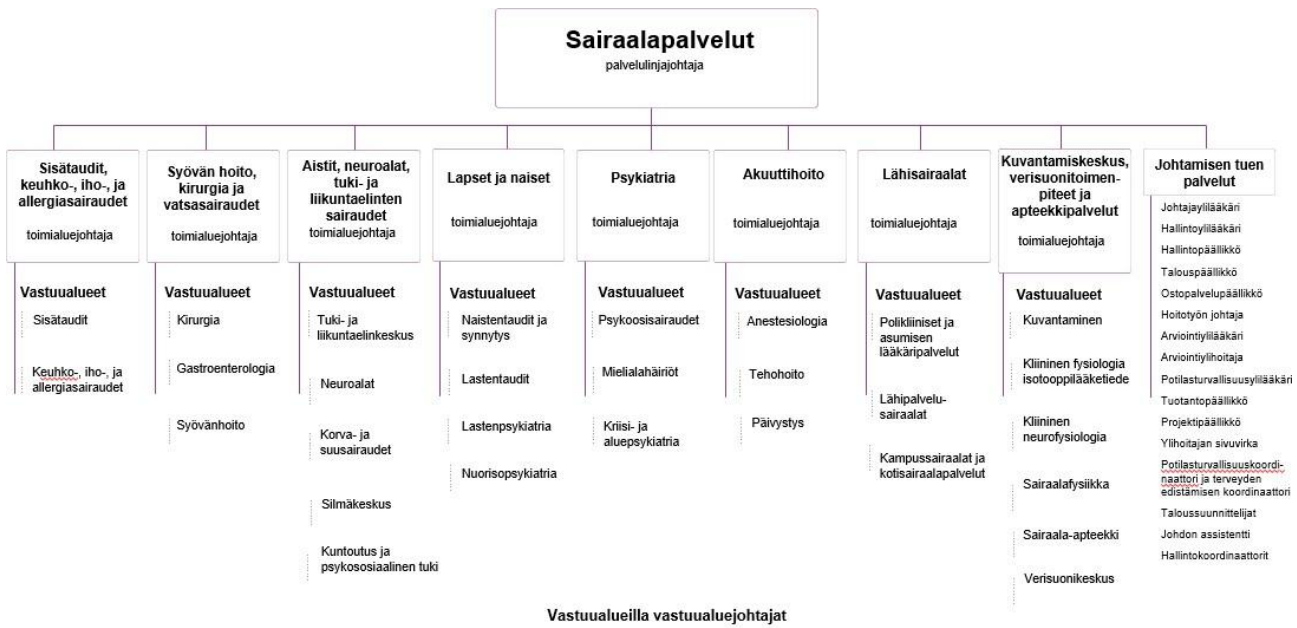 Sairaalapalvelut
palvelulinjajohtaja
Sisätaudit,
keuhko-, iho-, ja
allergiasairaudet
toimialuejohtaja
Vastuualueet
Sisätaudit
Keuhko-, iho-, ja
allergiasairaudet
Syövän hoito,
kirurgia ja
vatsasairaudet
toimialuejohtaja
Vastuualueet
Kirurgia
Gastroenterologia
Syövänhoito
Aistit, neuroalat,
tuki- ja
liikuntaelinten
sairaudet
toimialuejohtaja
Vastuualueet
Tuki- ja
liikuntaelinkeskus
Neuroalat
Korva- ja
suusairaudet
Silmäkeskus
Kuntoutus ja
psykososiaalinen tuki
Lapset ja naiset
toimialuejohtaja
Vastuualueet
Naistentaudit ja
synnytys
Lastentaudit
Lastenpsykiatria
Nuorisopsykiatria
Psykiatria
toimialuejohtaja
Vastuualueet
Psykoosisairaudet
Mielialahäiriöt
Kriisi- ja
aluepsykiatria
Akuuttihoito
toimialuejohtaja
Vastuualueet
Anestesiologia
Tehohoito
Päivystys
Lähisairaalat
toimialuejohtaja
Vastuualueet
Polikliiniset ja
asumisen
lääkäripalvelut
Lähipalvelu-
sairaalat
Kampussairaalat ja
kotisairaalapalvelut
Kuvantamiskeskus,
verisuonitoimen-
piteet ja
apteekkipalvelut
toimialuejohtaja
Vastuualueet
Kuvantaminen
Kliininen fysiologia
isotooppilääketiede
Kliininen
neurofysiologia
Sairaalafysiikka
Sairaala-apteekki
Verisuonikeskus
Johtamisen tuen
palvelut
Johtajaylilääkäri
Hallintoylilääkäri
Hallintopäällikkö
Talouspäällikkö
Ostopalvelupäällikkö
Hoitotyön johtaja
Arviointiylilääkäri
Arviointiylihoitaja
Potilasturvallisuusylilääkäri
Tuotantopäällikkö
Projektipäällikkö
Ylihoitajan sivuvirka
Potilasturvallisuuskoordi-
naattori ja terveyden
edistämisen koordinaattori
Taloussuunnittelijat
Johdon assistentti
Hallintokoordinaattorit
Vastuualueilla vastuualuejohtajat